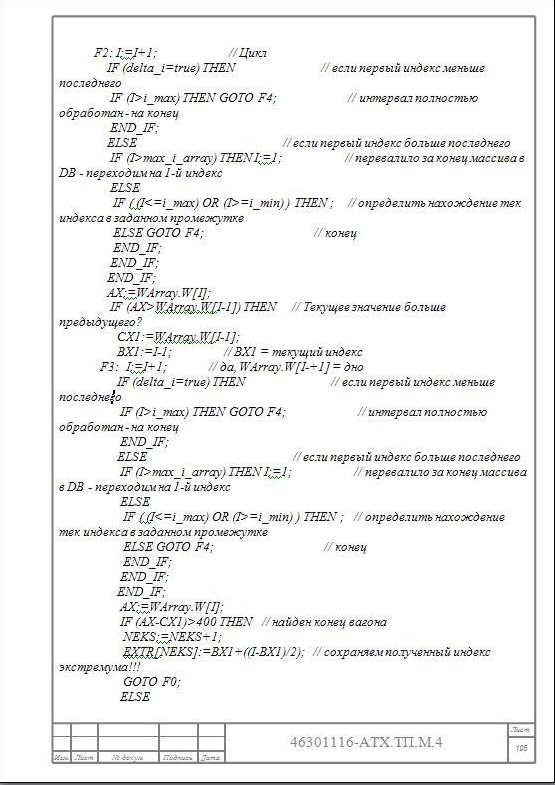 F2: I:=I+1; // Цикл
IF (delta_i=true) THEN // если первый индекс меньше
последнего
IF (I>i_max) THEN GOTO F4; // интервал полностью
обработан - на конец
END_IF;
ELSE // если первый индекс больше последнего
IF (I>max_i_array) THEN I:=1; // перевалило за конец массива в
DB - переходим на 1-й индекс
ELSE
IF ( (I<=i_max) OR (I>=i_min) ) THEN ; // определить нахождение тек
индекса в заданном промежутке
ELSE GOTO F4; // конец
END_IF;
END_IF;
END_IF;
AX:=WArray.W[I];
IF (AX>WArray.W[I-1]) THEN // Текущее значение больше
предыдущего?
CX1:=WArray.W[I-1];
BX1:=I-1; // BX1 = текущий индекс
F3: I:=I+1; // да, WArray.W[I-+1] = дно
IF (delta_i=true) THEN // если первый индекс меньше
последнего
IF (I>i_max) THEN GOTO F4; // интервал полностью
обработан - на конец
END_IF;
ELSE // если первый индекс больше последнего
IF (I>max_i_array) THEN I:=1; // перевалило за конец массива
в DB - переходим на 1-й индекс
ELSE
IF ( (I<=i_max) OR (I>=i_min) ) THEN ; // определить нахождение
тек индекса в заданном промежутке
ELSE GOTO F4; // конец
END_IF;
END_IF;
END_IF;
AX:=WArray.W[I];
IF (AX-CX1)>400 THEN // найден конец вагона
NEKS:=NEKS+1;
EXTR[NEKS]:=BX1+((I-BX1)/2); // сохраняем полученный индекс
экстремума!!!
GOTO F0;
ELSE
46301116-АТХ.ТП.М.4
Лист
195
Изм. Лист № докум Подпись Дата